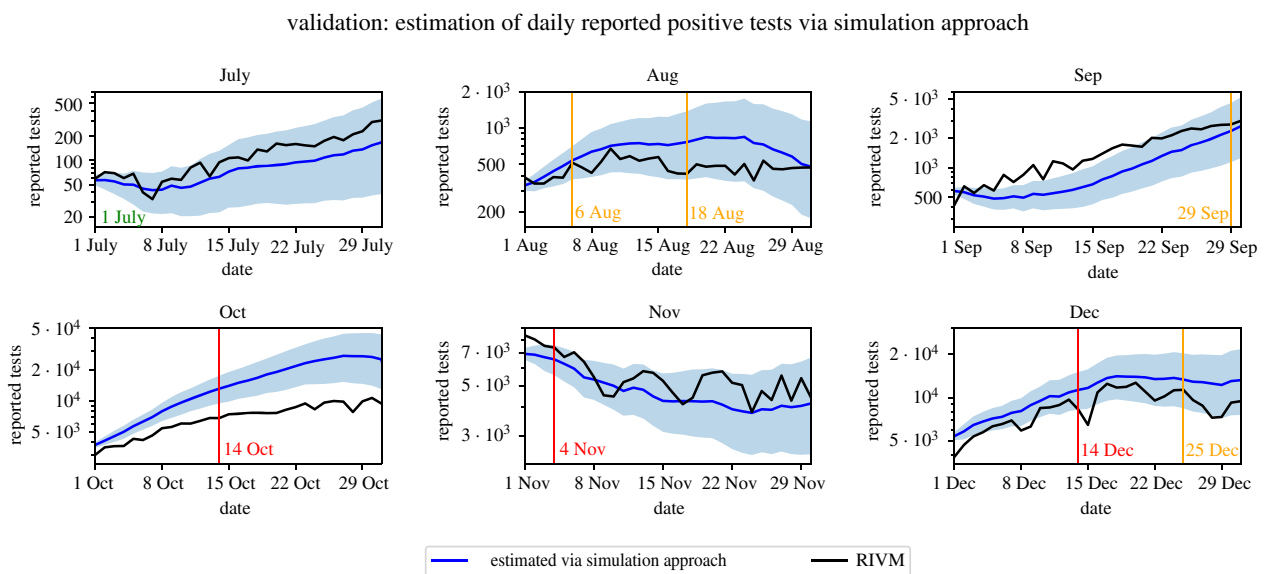 validation: estimation of daily reported positive tests via simulation approach
July
reported tests
500
200
100
50
20
1 July
1 July 8 July 15 July 22 July 29 July
date
Aug
reported tests
2 · 10³
10³
500
200
6 Aug
18 Aug
1 Aug 8 Aug 15 Aug 22 Aug 29 Aug
date
Sep
reported tests
5 · 10³
2 · 10³
10³
500
29 Sep
1 Sep 8 Sep 15 Sep 22 Sep 29 Sep
date
Oct
reported tests
5 · 10⁴
2 · 10⁴
10⁴
5 · 10³
14 Oct
1 Oct 8 Oct 15 Oct 22 Oct 29 Oct
date
Nov
reported tests
7 · 10³
5 · 10³
3 · 10³
4 Nov
1 Nov 8 Nov 15 Nov 22 Nov 29 Nov
date
Dec
reported tests
2 · 10⁴
10⁴
5 · 10³
14 Dec
25 Dec
1 Dec 8 Dec 15 Dec 22 Dec 29 Dec
date
estimated via simulation approach
RIVM